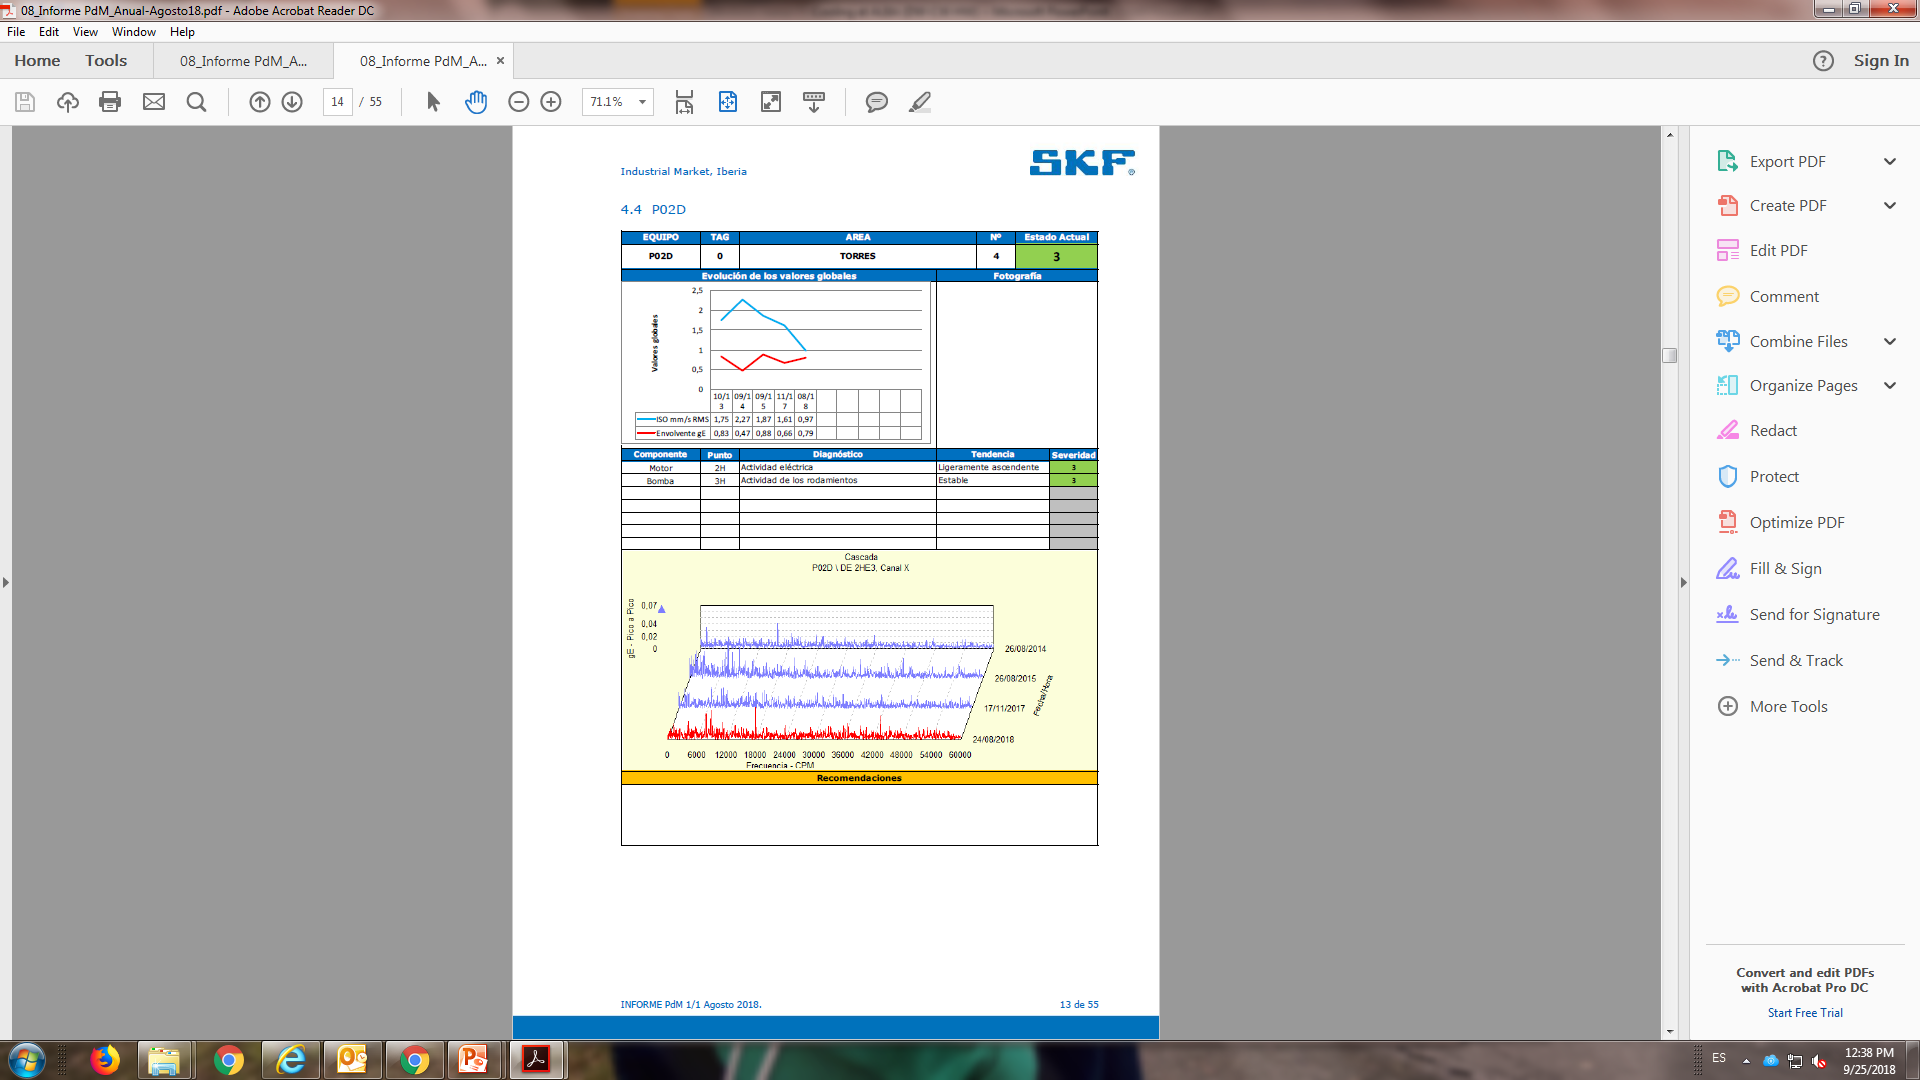 08_Informe PdM_Anual-Agosto18.pdf - Adobe Acrobat Reader DC
File Edit View Window Help
Home Tools 08_Informe PdM_A... 08_Informe PdM_A... × Sign In
14 / 55 71.1%
SKF®
Industrial Market, Iberia
4.4 P02D
EQUIPO TAG AREA Nº Estado Actual
P02D 0 TORRES 4 3
Evolución de los valores globales Fotografía
Valores globales
2,5
2
1,5
1
0,5
0
10/13 09/14 09/15 11/17 08/18
ISO mm/s RMS 1,75 2,27 1,87 1,61 0,97
Envolvente gE 0,83 0,47 0,88 0,66 0,79
Componente Punto Diagnóstico Tendencia Severidad
Motor 2H Actividad eléctrica Ligeramente ascendente 3
Bomba 3H Actividad de los rodamientos Estable 3
Cascada
P02D \ DE 2HE3, Canal X
gE - Pico a Pico
0,07
0,04
0,02
0
26/08/2014
26/08/2015
17/11/2017
24/08/2018
Fecha/Hora
0 6000 12000 18000 24000 30000 36000 42000 48000 54000 60000
Frecuencia - CPM
Recomendaciones
INFORME PdM 1/1 Agosto 2018. 13 de 55
Export PDF
Create PDF
Edit PDF
Comment
Combine Files
Organize Pages
Redact
Protect
Optimize PDF
Fill & Sign
Send for Signature
Send & Track
More Tools
Convert and edit PDFs
with Acrobat Pro DC
Start Free Trial
ES 12:38 PM
9/25/2018